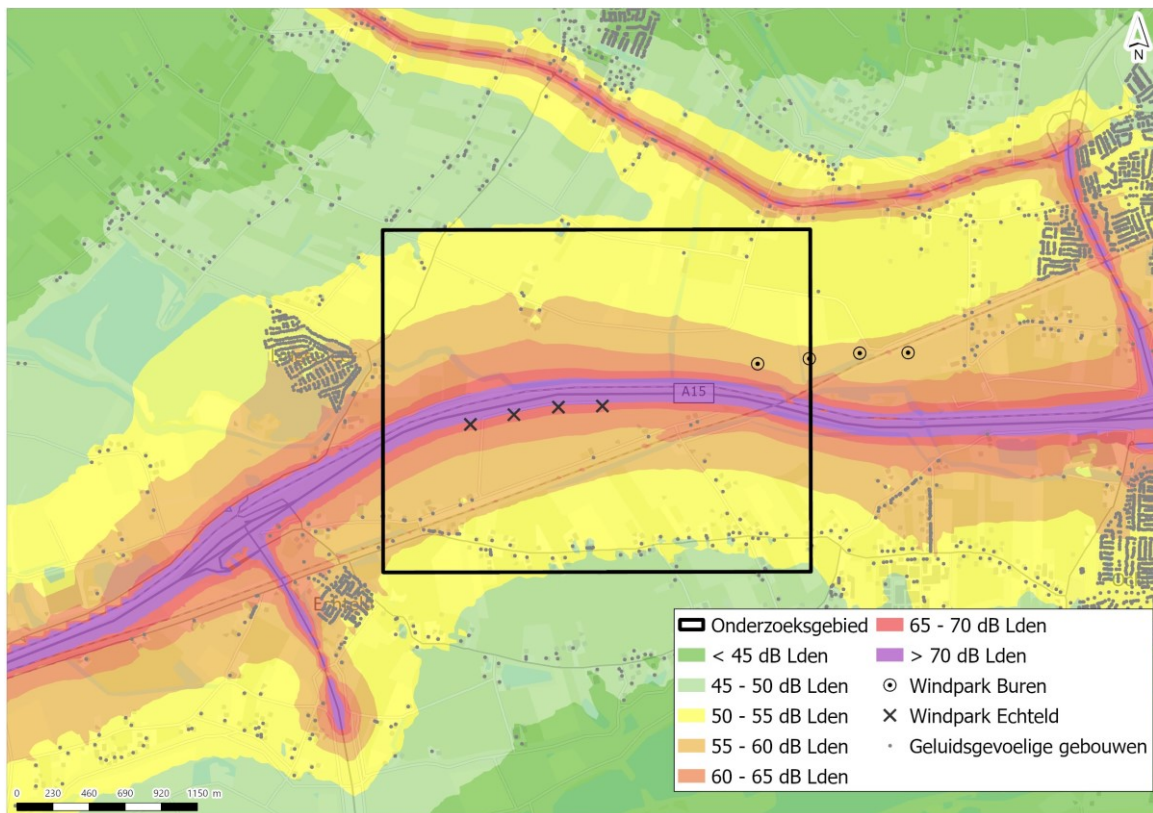 N
A15
Onderzoeksgebied
< 45 dB Lden
45 - 50 dB Lden
50 - 55 dB Lden
55 - 60 dB Lden
60 - 65 dB Lden
65 - 70 dB Lden
> 70 dB Lden
Windpark Buren
Windpark Echteld
Geluidsgevoelige gebouwen
0 230 460 690 920 1150 m